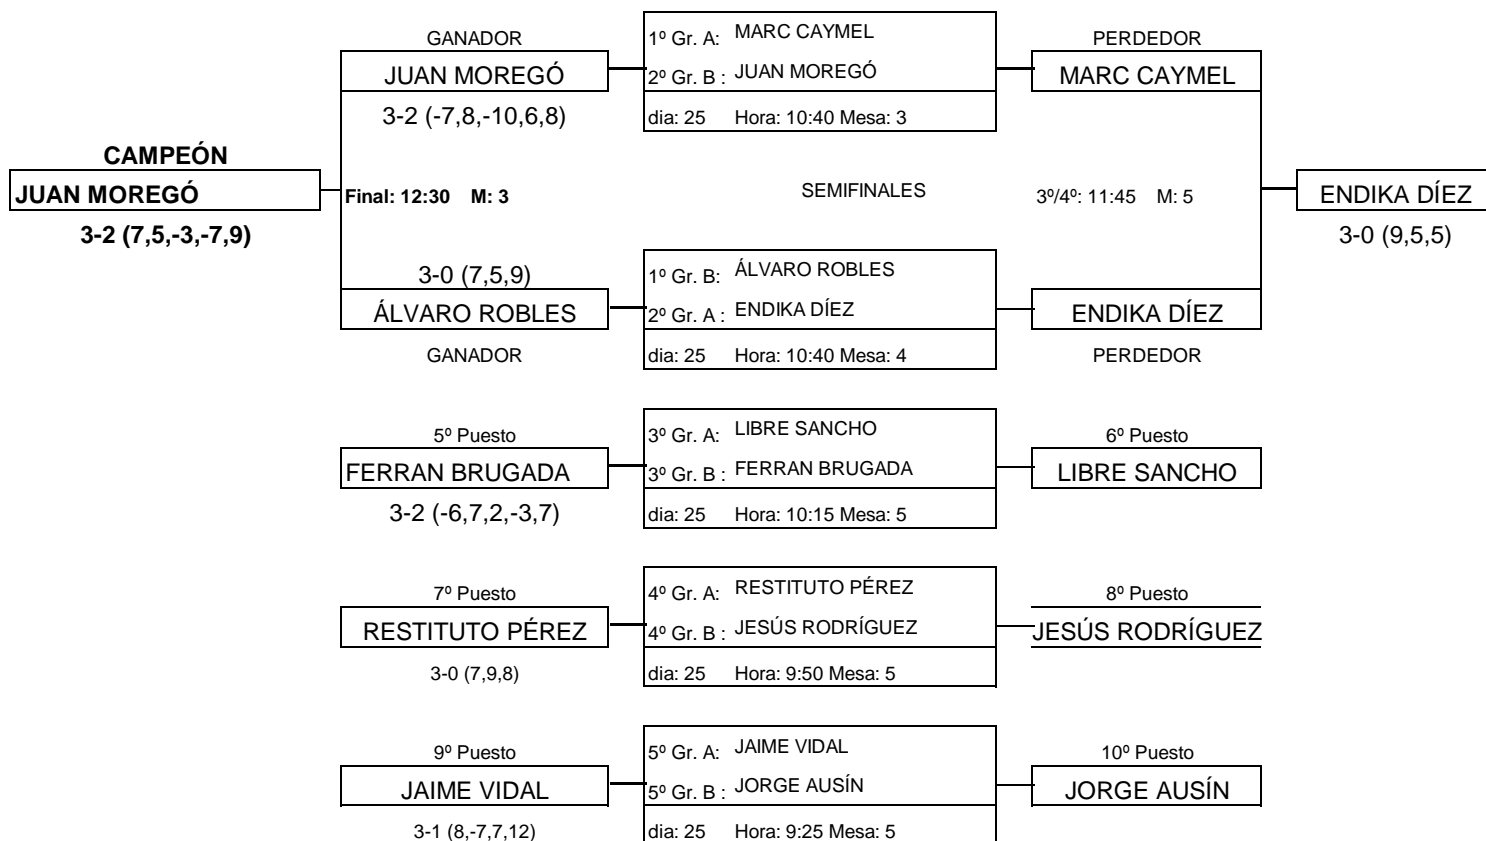 GANADOR
JUAN MOREGÓ
3-2 (-7,8,-10,6,8)
1º Gr. A: MARC CAYMEL
2º Gr. B : JUAN MOREGÓ
dia: 25 Hora: 10:40 Mesa: 3
PERDEDOR
MARC CAYMEL
CAMPEÓN
JUAN MOREGÓ
3-2 (7,5,-3,-7,9)
Final: 12:30 M: 3
SEMIFINALES
3º/4º: 11:45 M: 5
ENDIKA DÍEZ
3-0 (9,5,5)
3-0 (7,5,9)
ÁLVARO ROBLES
GANADOR
1º Gr. B: ÁLVARO ROBLES
2º Gr. A : ENDIKA DÍEZ
dia: 25 Hora: 10:40 Mesa: 4
ENDIKA DÍEZ
PERDEDOR
5º Puesto
FERRAN BRUGADA
3-2 (-6,7,2,-3,7)
3º Gr. A: LIBRE SANCHO
3º Gr. B : FERRAN BRUGADA
dia: 25 Hora: 10:15 Mesa: 5
6º Puesto
LIBRE SANCHO
7º Puesto
RESTITUTO PÉREZ
3-0 (7,9,8)
4º Gr. A: RESTITUTO PÉREZ
4º Gr. B : JESÚS RODRÍGUEZ
dia: 25 Hora: 9:50 Mesa: 5
8º Puesto
JESÚS RODRÍGUEZ
9º Puesto
JAIME VIDAL
3-1 (8,-7,7,12)
5º Gr. A: JAIME VIDAL
5º Gr. B : JORGE AUSÍN
dia: 25 Hora: 9:25 Mesa: 5
10º Puesto
JORGE AUSÍN